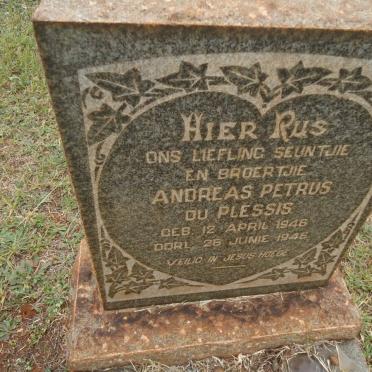 HIER RUS
ONS LIEFLING SEUNTJIE
EN BROERTJIE
ANDREAS PETRUS
DU PLESSIS
GEB. 12 APRIL 1946
OORL. 26 JUNIE 1946
VEILIG IN JESUS HOEDE